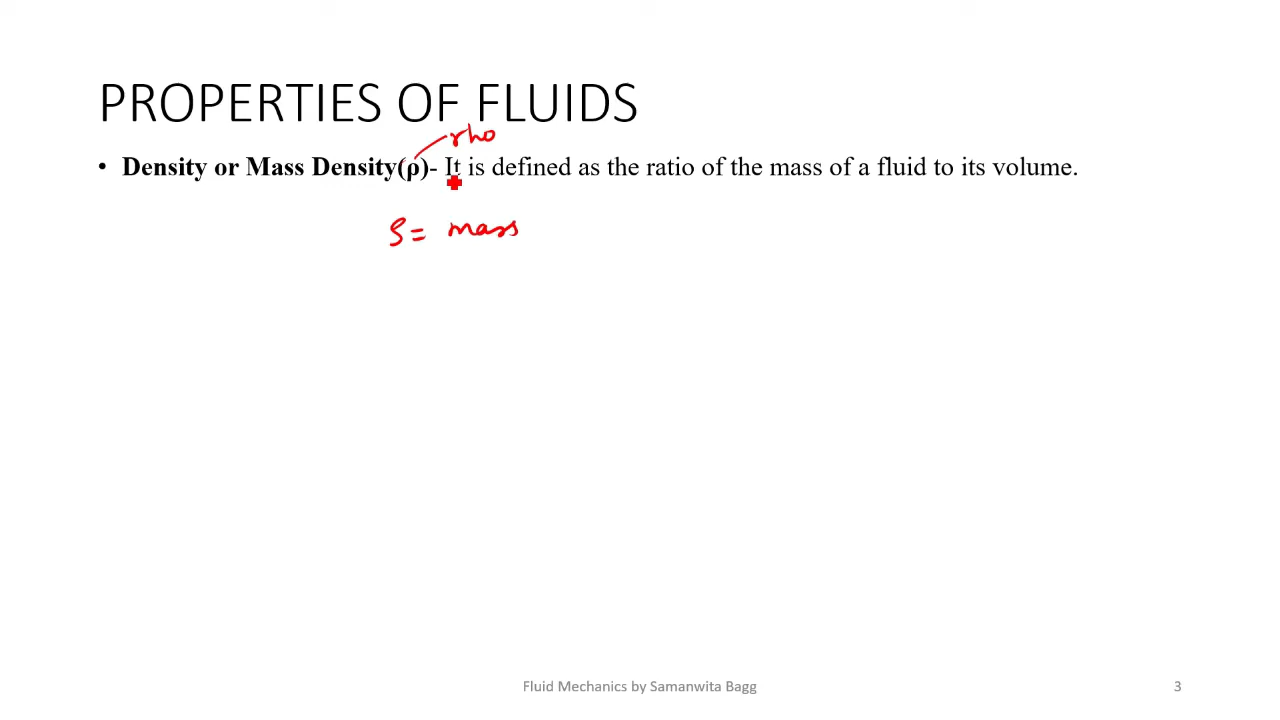 PROPERTIES OF FLUIDS
rho
• Density or Mass Density(ρ)- It is defined as the ratio of the mass of a fluid to its volume.
ρ = mass
Fluid Mechanics by Samanwita Bagg
3